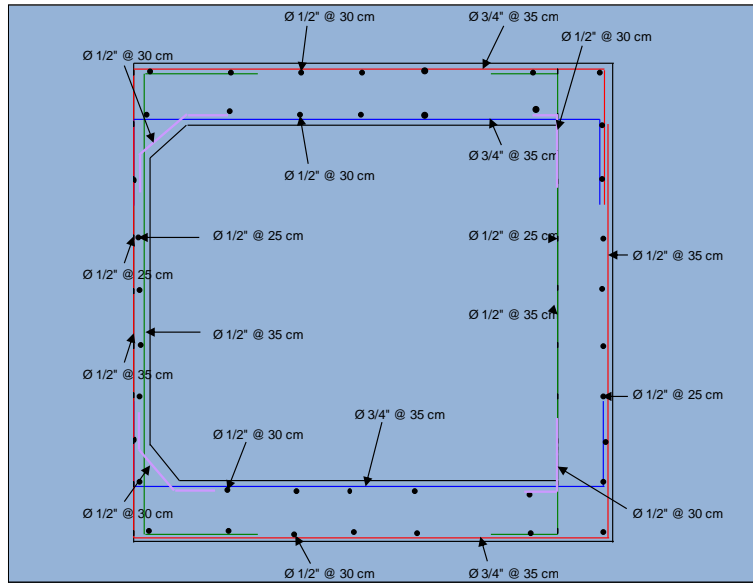 Ø 1/2" @ 30 cm
Ø 3/4" @ 35 cm
Ø 1/2" @ 30 cm
Ø 1/2" @ 30 cm
Ø 3/4" @ 35 cm
Ø 1/2" @ 30 cm
Ø 1/2" @ 25 cm
Ø 1/2" @ 25 cm
Ø 1/2" @ 35 cm
Ø 1/2" @ 25 cm
Ø 1/2" @ 35 cm
Ø 1/2" @ 35 cm
Ø 1/2" @ 35 cm
Ø 1/2" @ 25 cm
Ø 3/4" @ 35 cm
Ø 1/2" @ 30 cm
Ø 1/2" @ 30 cm
Ø 1/2" @ 30 cm
Ø 1/2" @ 30 cm
Ø 3/4" @ 35 cm